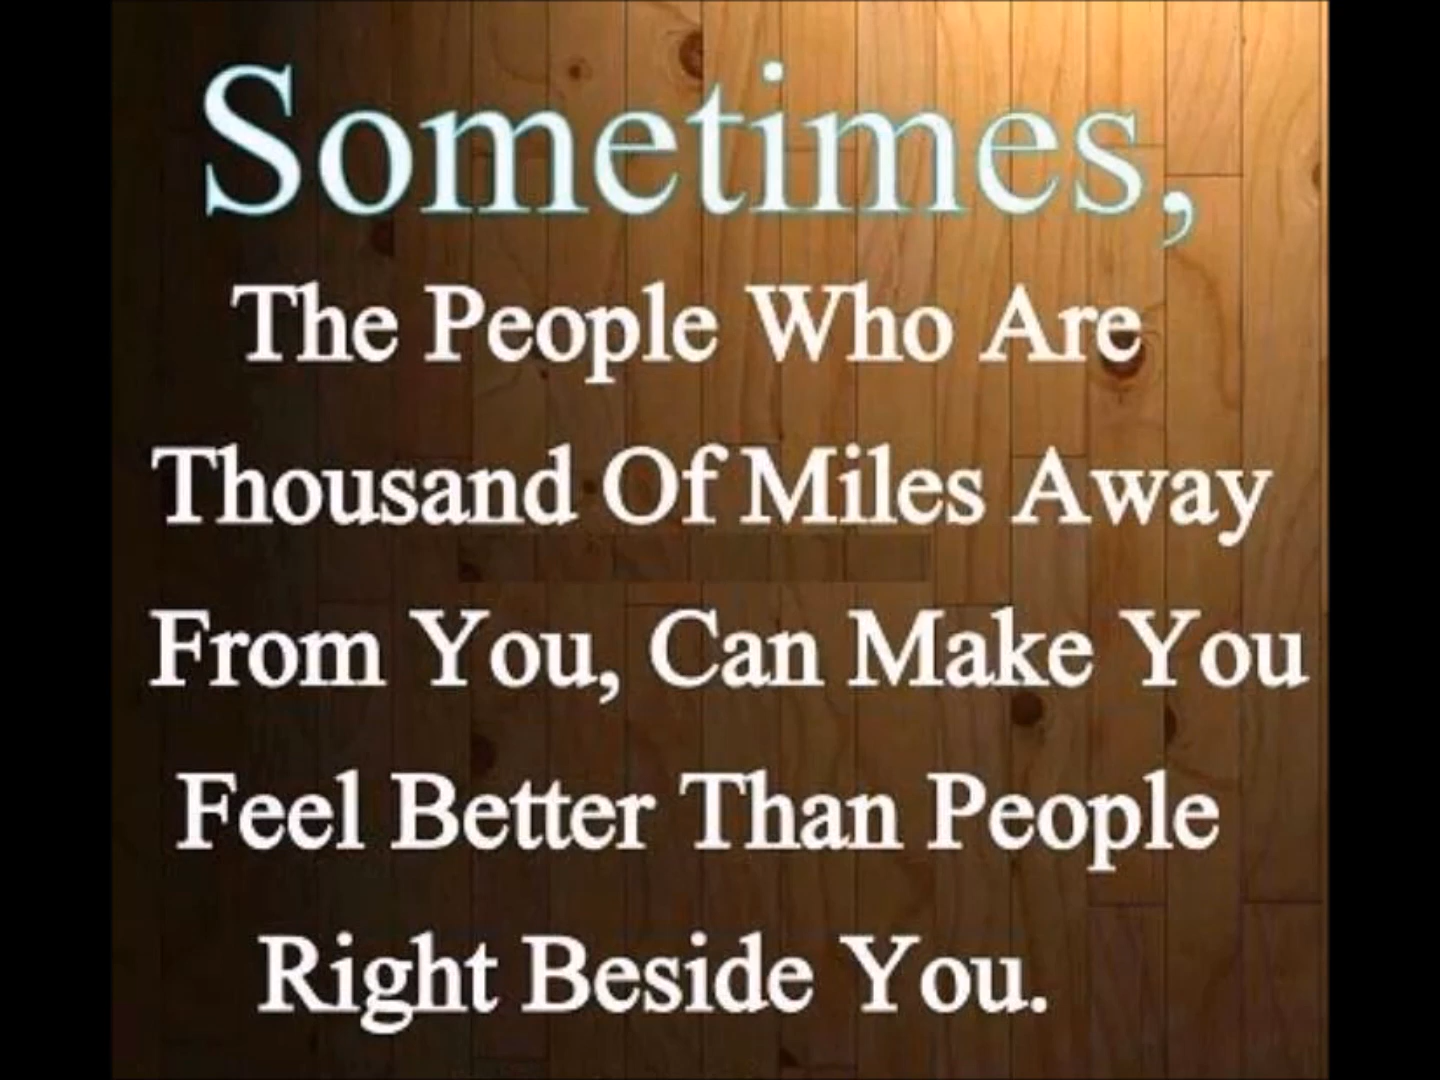 Sometimes,
The People Who Are
Thousand Of Miles Away
From You, Can Make You
Feel Better Than People
Right Beside You.